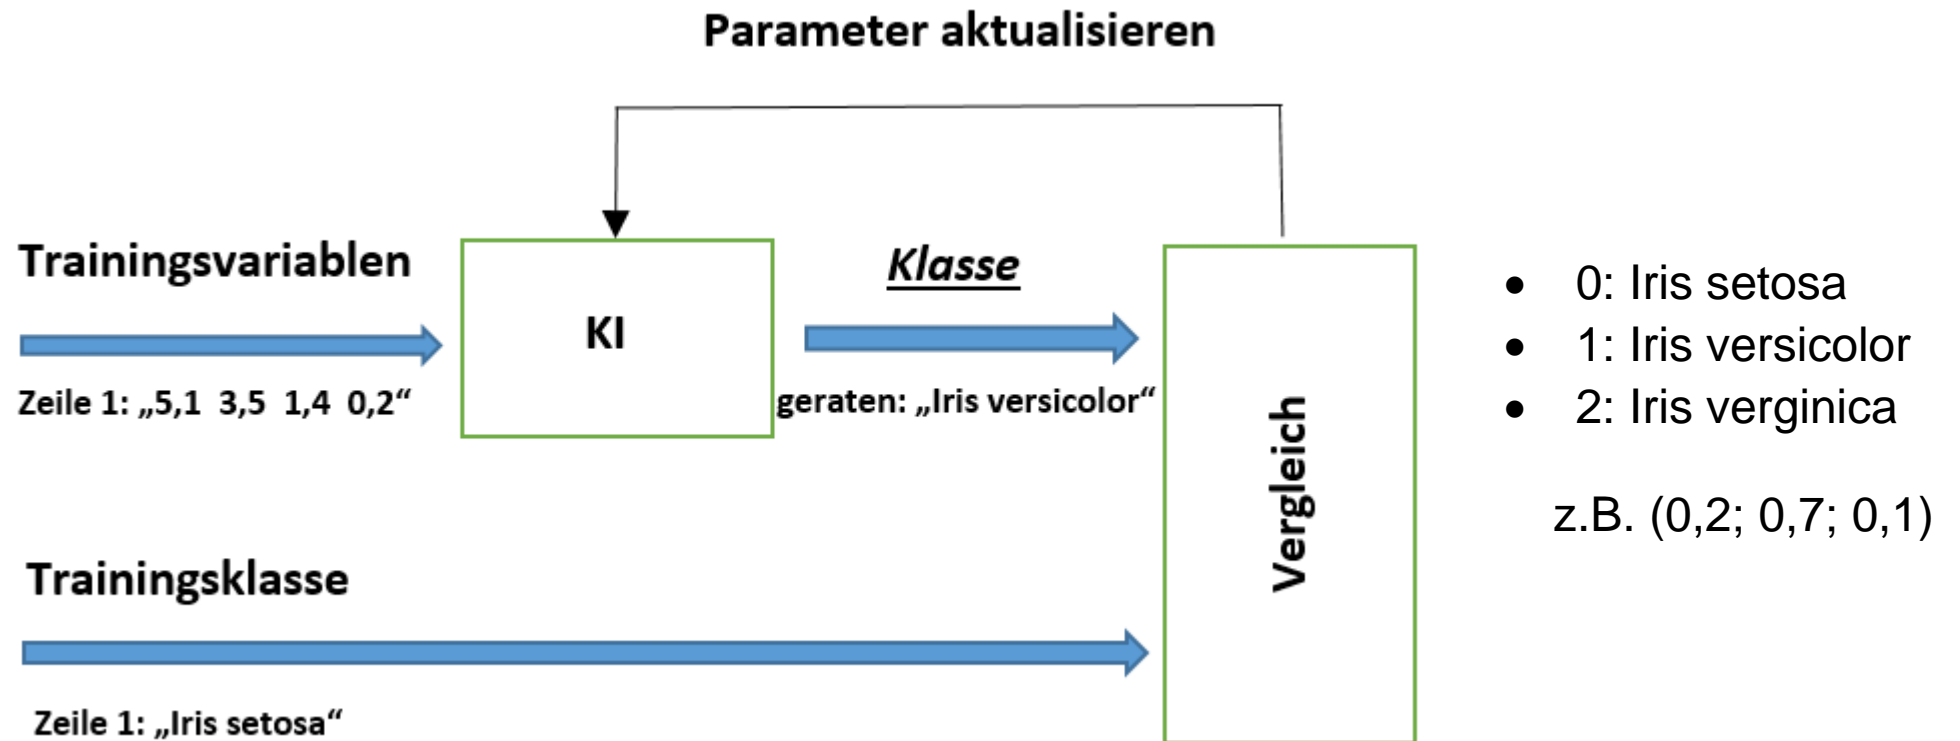 Parameter aktualisieren
Trainingsvariablen
Zeile 1: „5,1 3,5 1,4 0,2“
KI
Klasse
geraten: „Iris versicolor“
Vergleich
Trainingsklasse
Zeile 1: „Iris setosa“
• 0: Iris setosa
• 1: Iris versicolor
• 2: Iris verginica
z.B. (0,2; 0,7; 0,1)